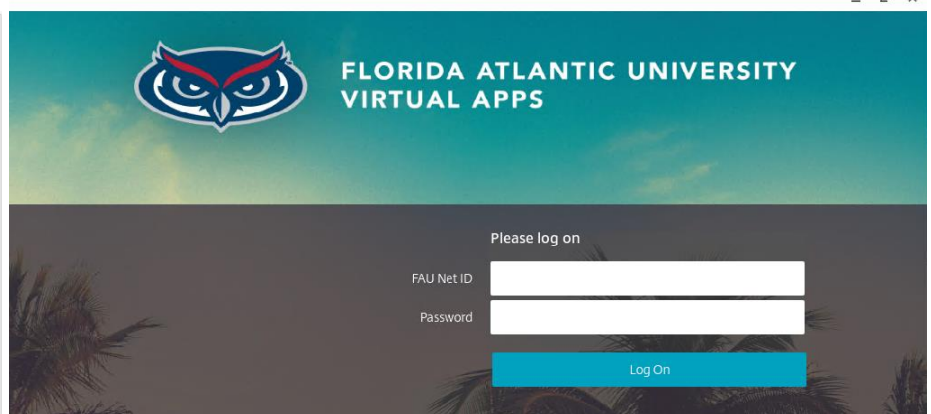 FLORIDA ATLANTIC UNIVERSITY
VIRTUAL APPS
Please log on
FAU Net ID
Password
Log On